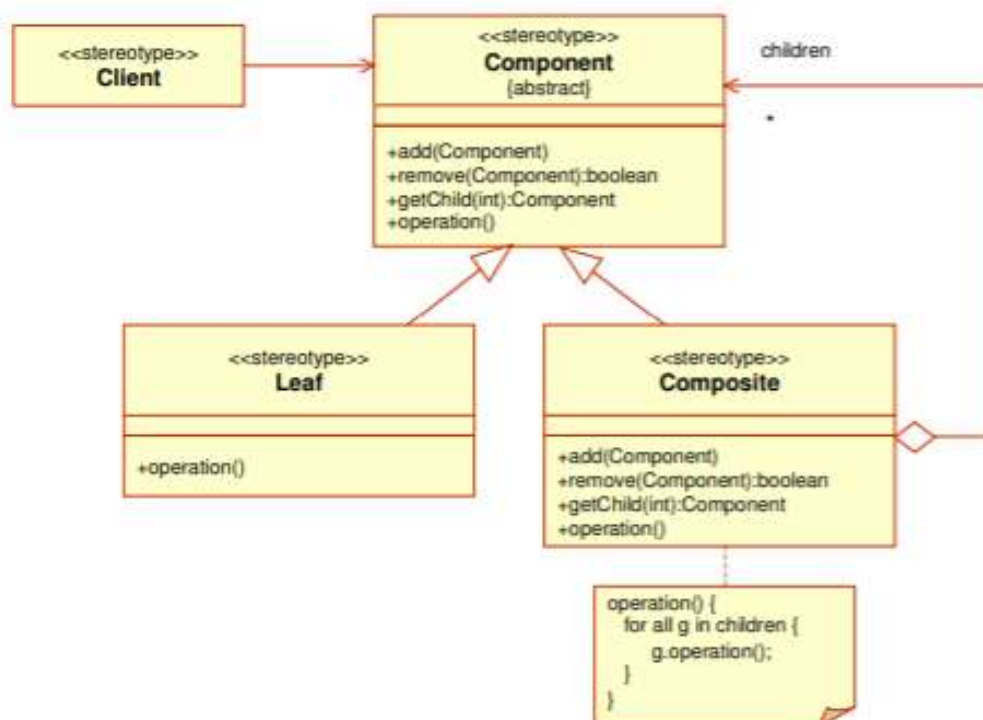 <<stereotype>>
Client
<<stereotype>>
Component
{abstract}
+add(Component)
+remove(Component):boolean
+getChild(int):Component
+operation()
children
*
<<stereotype>>
Leaf
+operation()
<<stereotype>>
Composite
+add(Component)
+remove(Component):boolean
+getChild(int):Component
+operation()
operation() {
for all g in children {
g.operation();
}
}